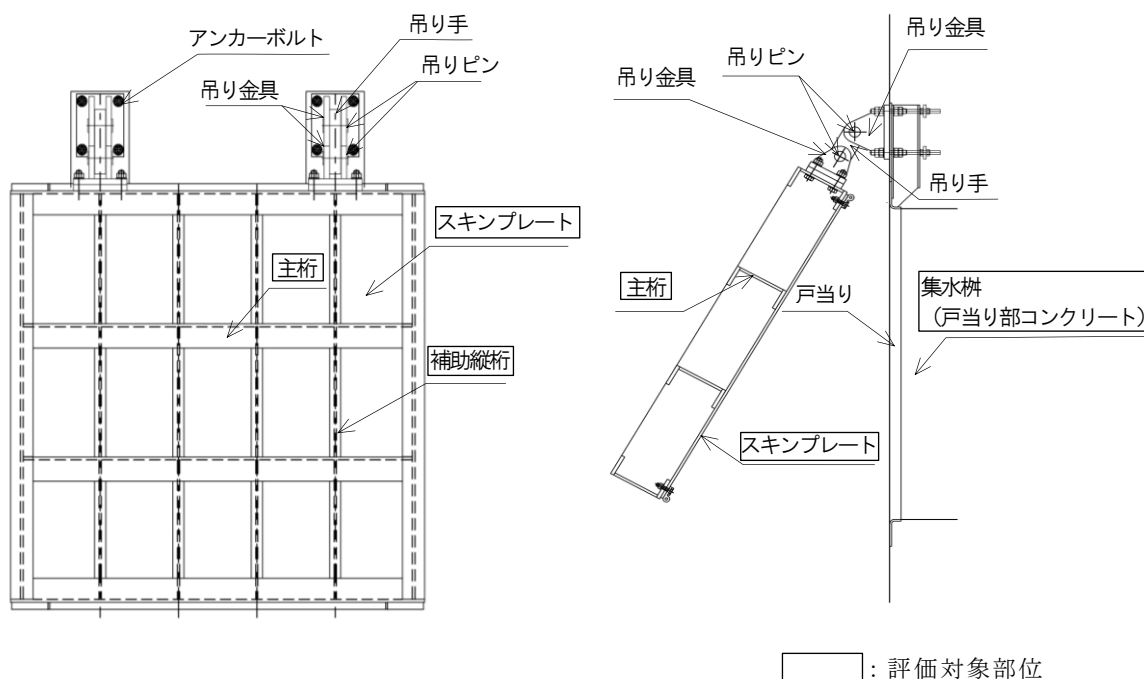 アンカーボルト
吊り手
吊りピン
吊り金具
スキンプレート
主桁
補助縦桁
吊り金具
吊りピン
吊り金具
吊り手
主桁
戸当り
集水桝
（戸当り部コンクリート）
スキンプレート
：評価対象部位